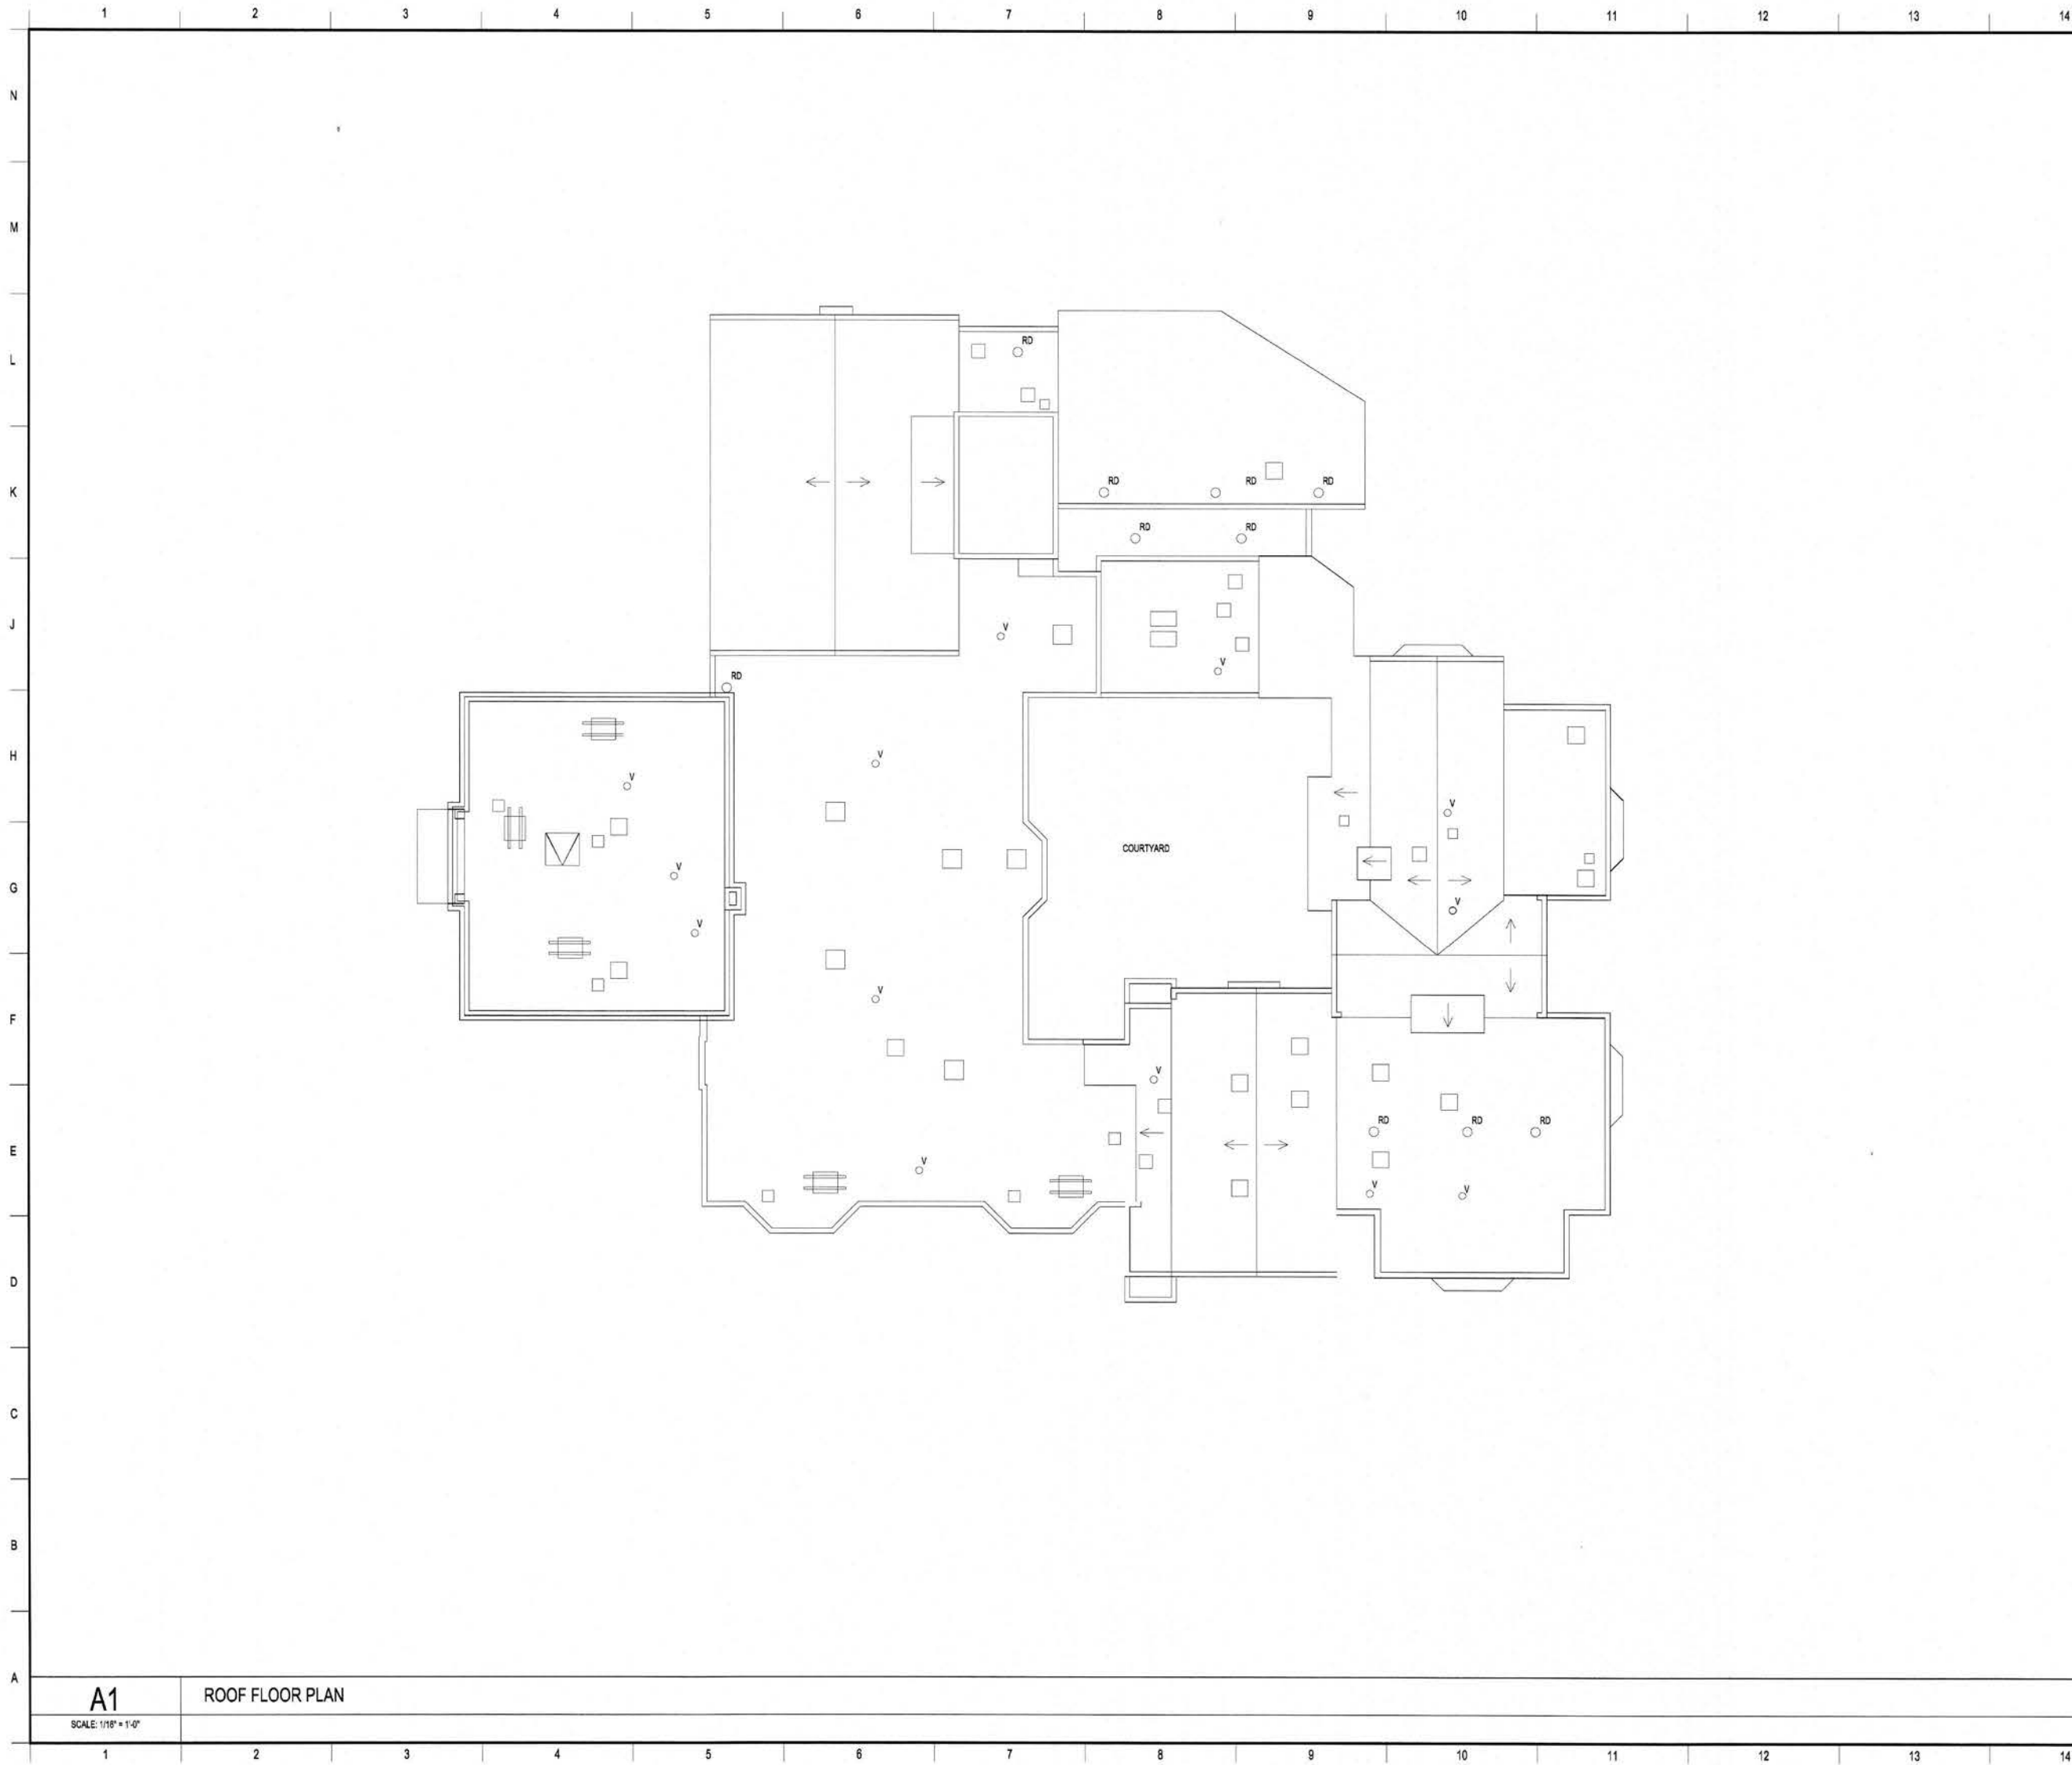 1 2 3 4 5 6 7 8 9 10 11 12 13 14
N
M
L
RD
K
RD RD RD
RD RD
J
V
V
RD
H
V
V
V
COURTYARD
G
V
V
V
F
V
V
E
RD RD RD
V
V V
D
C
B
A
A1 ROOF FLOOR PLAN
SCALE: 1/16" = 1'-0"
1 2 3 4 5 6 7 8 9 10 11 12 13 14